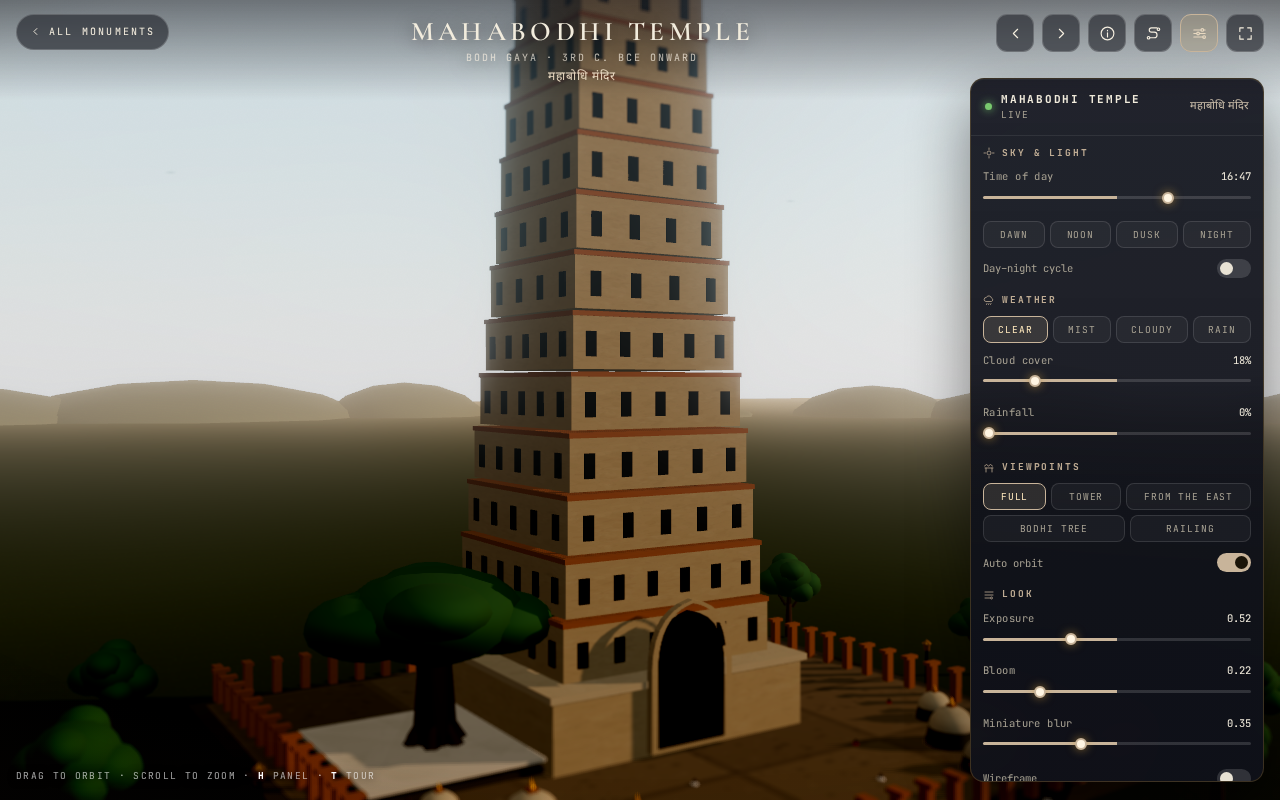 ALL MONUMENTS
MAHABODHI TEMPLE
BODH GAYA · 3RD C. BCE ONWARD
महाबोधि मंदिर
MAHABODHI TEMPLE
LIVE
महाबोधि मंदिर
SKY & LIGHT
Time of day 16:47
DAWN NOON DUSK NIGHT
Day–night cycle
WEATHER
CLEAR MIST CLOUDY RAIN
Cloud cover 18%
Rainfall 0%
VIEWPOINTS
FULL TOWER FROM THE EAST
BODHI TREE RAILING
Auto orbit
LOOK
Exposure 0.52
Bloom 0.22
Miniature blur 0.35
Wireframe
DRAG TO ORBIT · SCROLL TO ZOOM · H PANEL · T TOUR